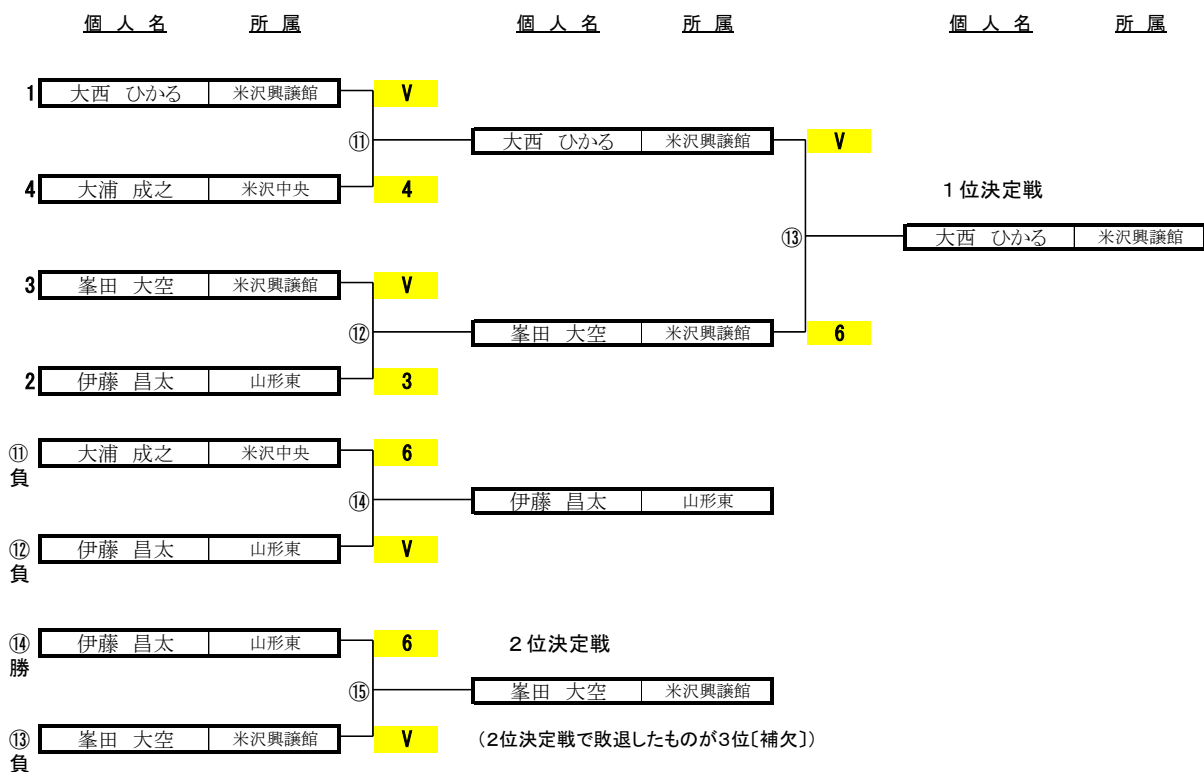 個 人 名 所 属 個 人 名 所 属 個 人 名 所 属
1 大西 ひかる 米沢興譲館 V
⑪ 大西 ひかる 米沢興譲館 V
4 大浦 成之 米沢中央 4 1位決定戦
⑬ 大西 ひかる 米沢興譲館
3 峯田 大空 米沢興譲館 V
⑫ 峯田 大空 米沢興譲館 6
2 伊藤 昌太 山形東 3
⑪ 大浦 成之 米沢中央 6
負
⑭ 伊藤 昌太 山形東
⑫ 伊藤 昌太 山形東 V
負
⑭ 伊藤 昌太 山形東 6 2位決定戦
勝
⑮ 峯田 大空 米沢興譲館
⑬ 峯田 大空 米沢興譲館 V (2位決定戦で敗退したものが3位〔補欠〕)
負